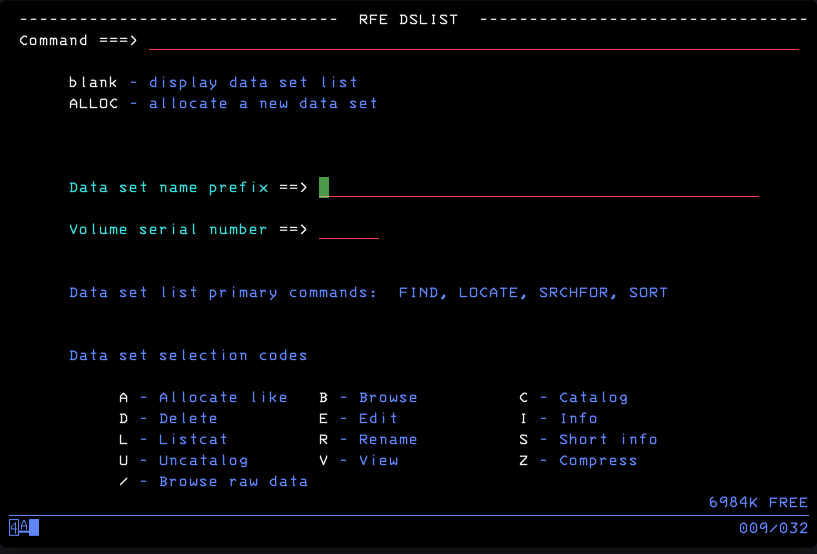 -------------------------------- RFE DSLIST ---------------------------------
Command ===>
blank - display data set list
ALLOC - allocate a new data set
Data set name prefix ==>
Volume serial number ==>
Data set list primary commands: FIND, LOCATE, SRCHFOR, SORT
Data set selection codes
A - Allocate like B - Browse C - Catalog
D - Delete E - Edit I - Info
L - Listcat R - Rename S - Short info
U - Uncatalog V - View Z - Compress
/ - Browse raw data
6984K FREE
4A 009/032